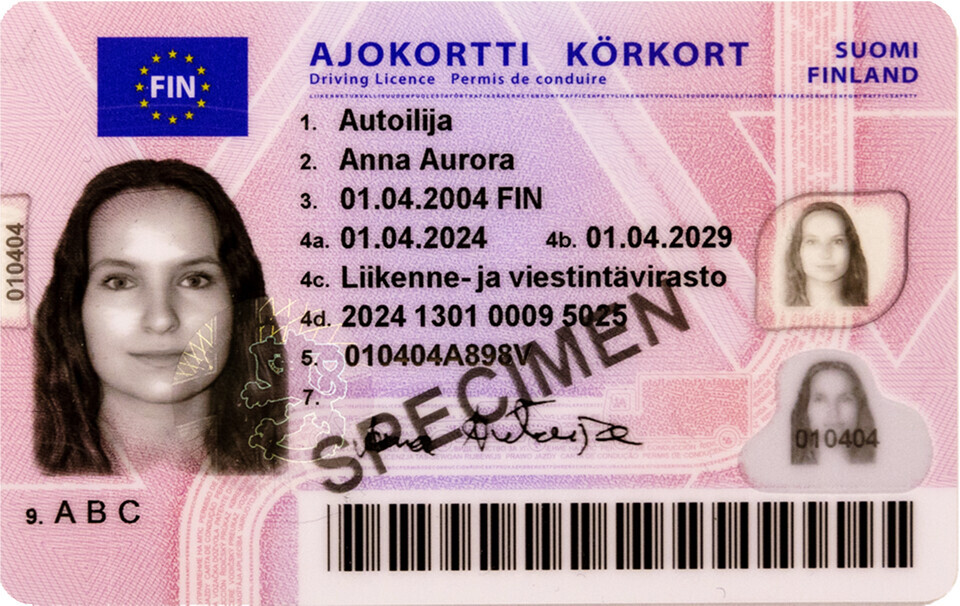 FIN
AJOKORTTI KÖRKORT
SUOMI
FINLAND
Driving Licence Permis de conduire
1. Autoilija
2. Anna Aurora
3. 01.04.2004 FIN
4a. 01.04.2024 4b. 01.04.2029
4c. Liikenne- ja viestintävirasto
4d. 2024 1301 0009 5025
5. 010404A898V
7.
SPECIMEN
010404
010404
9. A B C